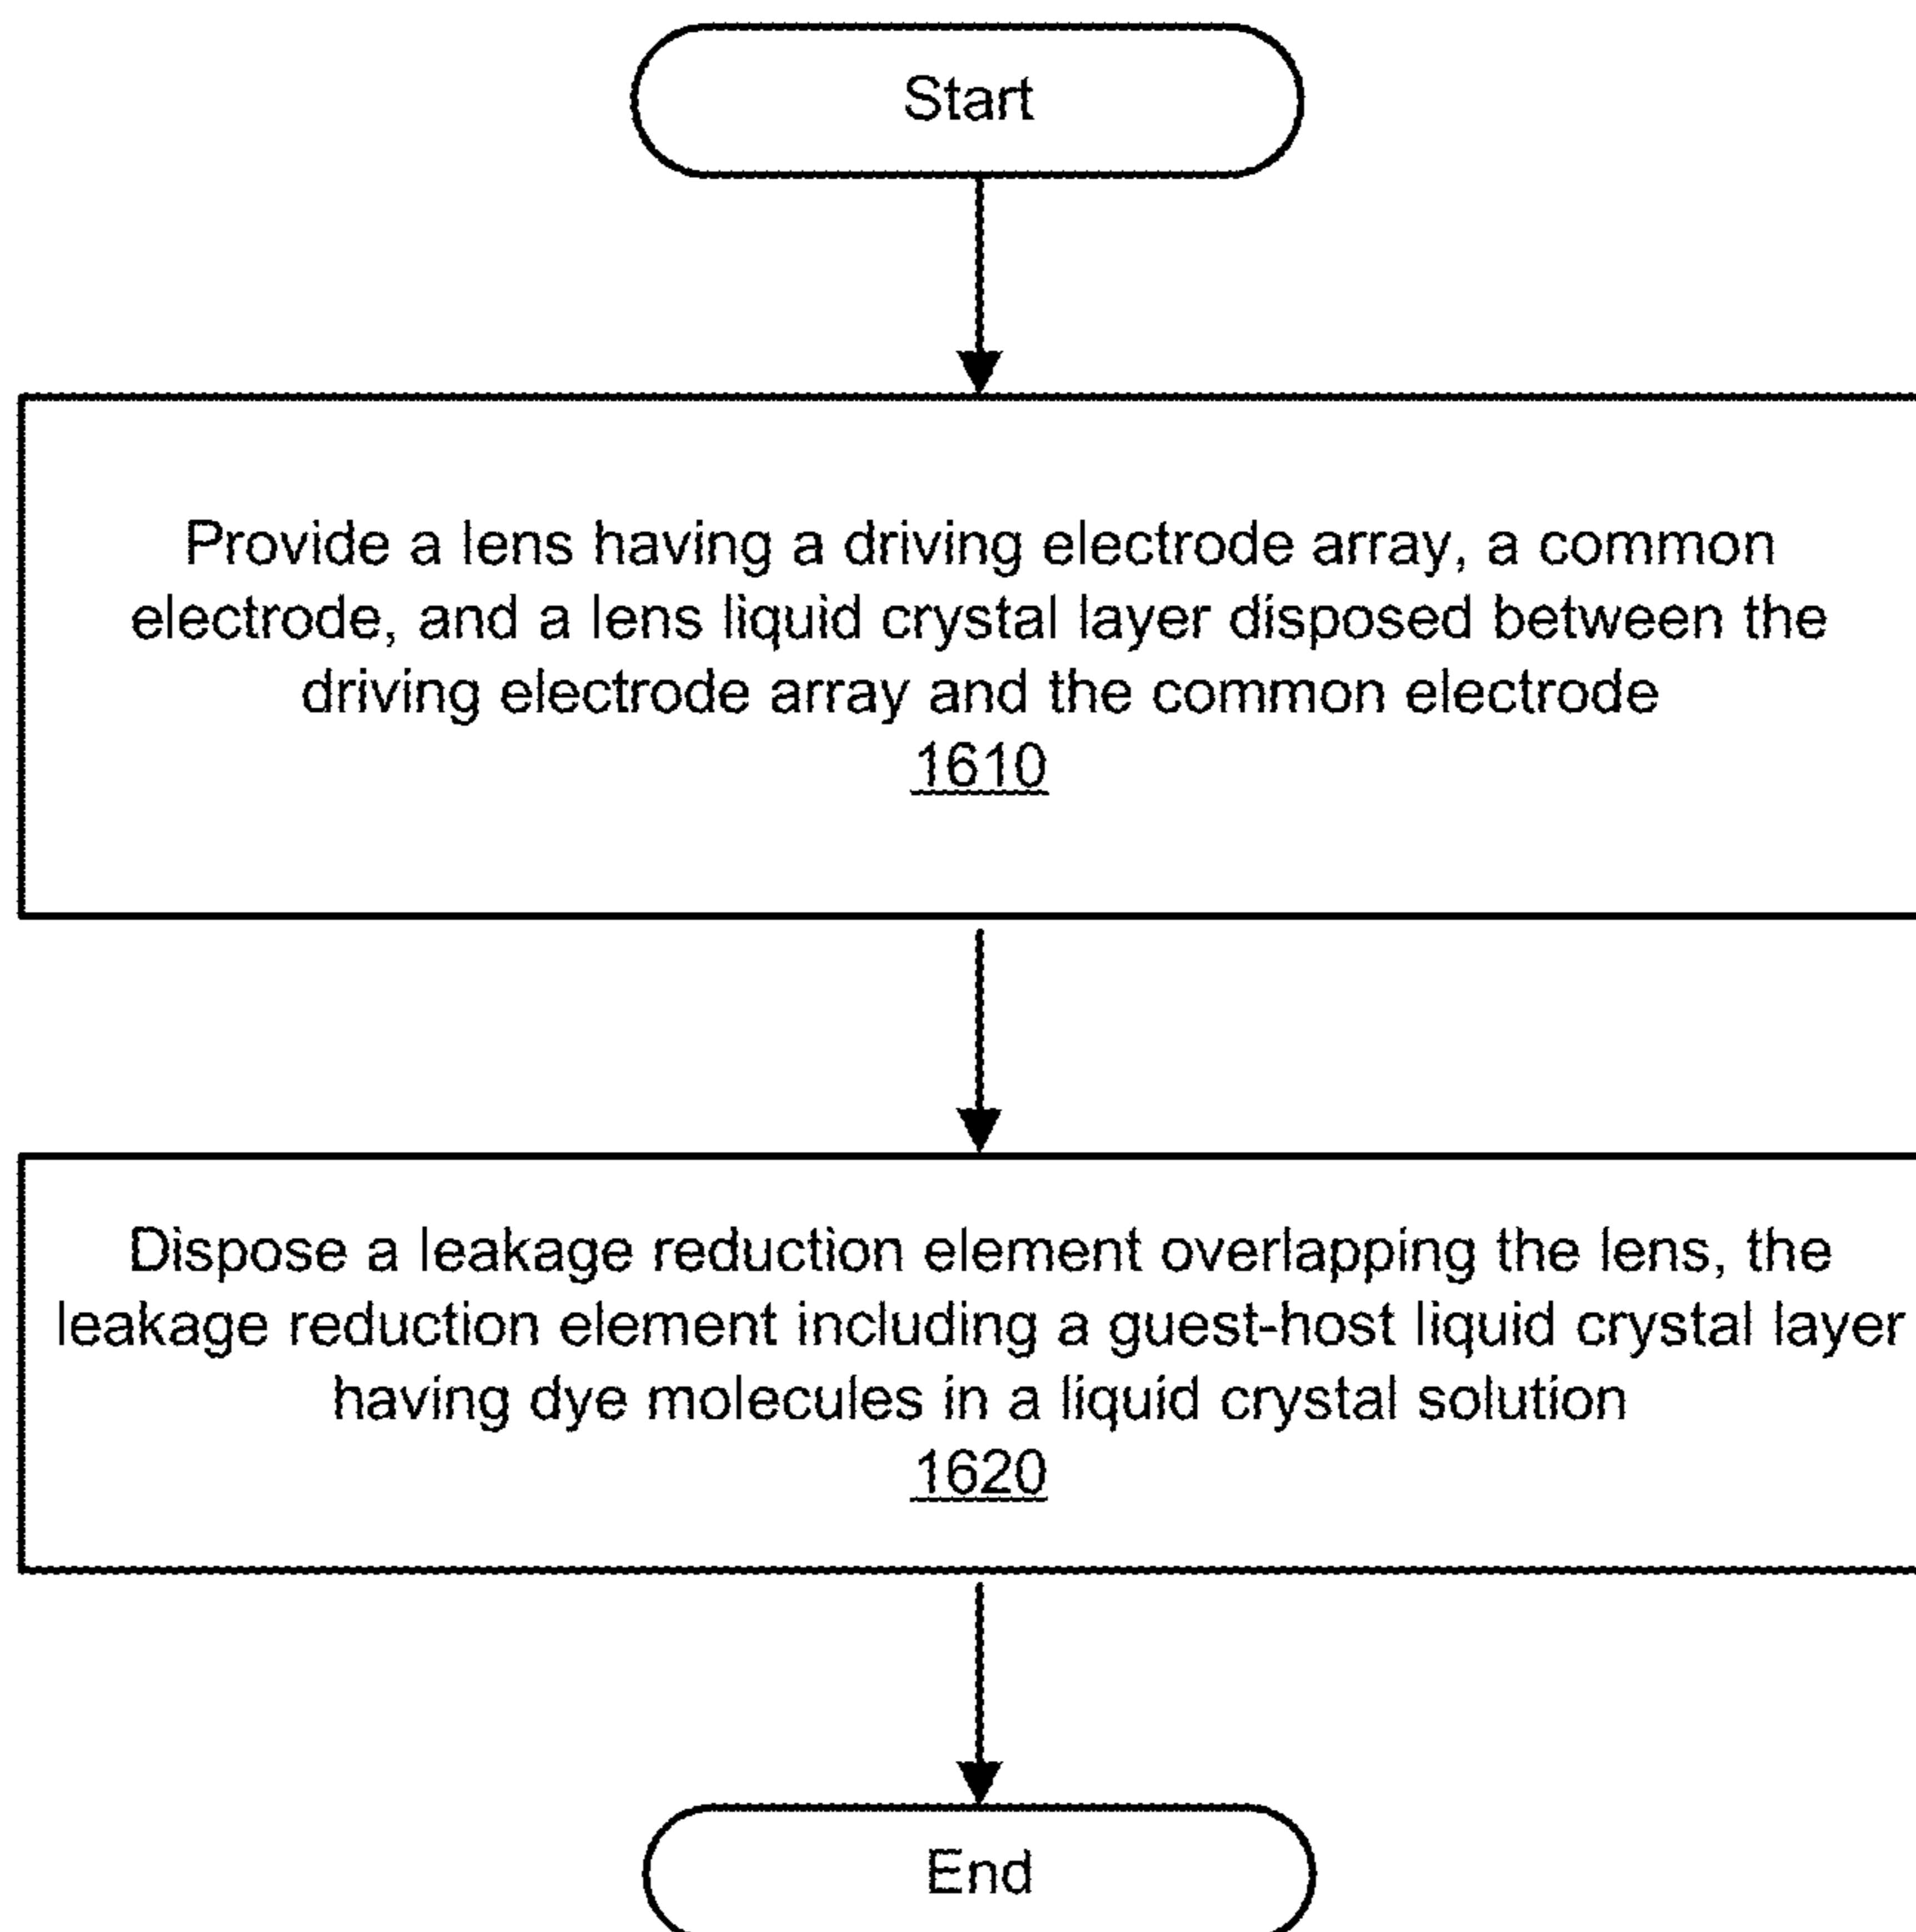 Start
Provide a lens having a driving electrode array, a common
electrode, and a lens liquid crystal layer disposed between the
driving electrode array and the common electrode
1610
Dispose a leakage reduction element overlapping the lens, the
leakage reduction element including a guest-host liquid crystal layer
having dye molecules in a liquid crystal solution
1620
End